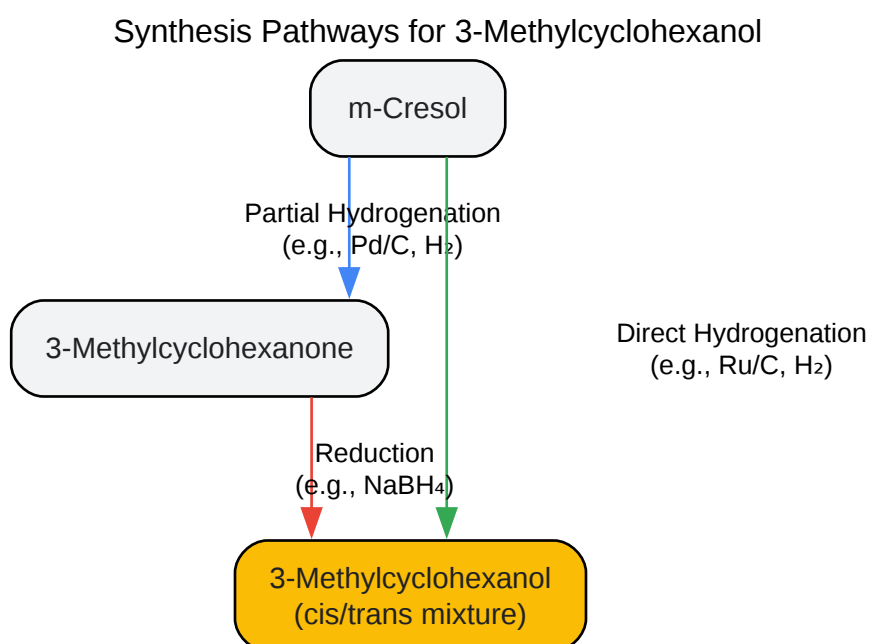 Synthesis Pathways for 3-Methylcyclohexanol
m-Cresol
Partial Hydrogenation
(e.g., Pd/C, H₂)
3-Methylcyclohexanone
Direct Hydrogenation
(e.g., Ru/C, H₂)
Reduction
(e.g., NaBH₄)
3-Methylcyclohexanol
(cis/trans mixture)